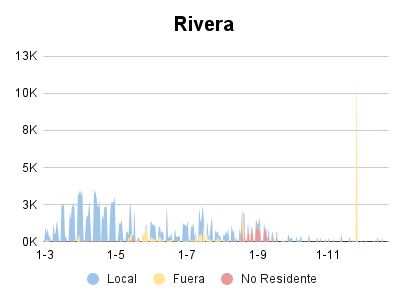 Rivera
13K
10K
8K
5K
3K
0K
1-3 1-5 1-7 1-9 1-11
Local Fuera No Residente